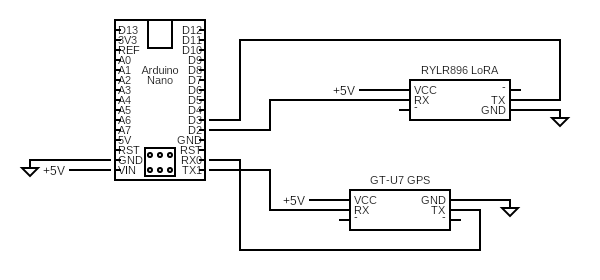 D13 D12
3V3 D11
REF D10
A0 D9
A1 Arduino D8
A2 Nano D7
A3 D6
A4 D5
A5 D4
A6 D3
A7 D2
5V GND
RST RST
GND RX0
+5V VIN TX1
RYLR896 LoRA
+5V VCC -
RX TX
- GND
GT-U7 GPS
+5V VCC GND
RX TX
- -